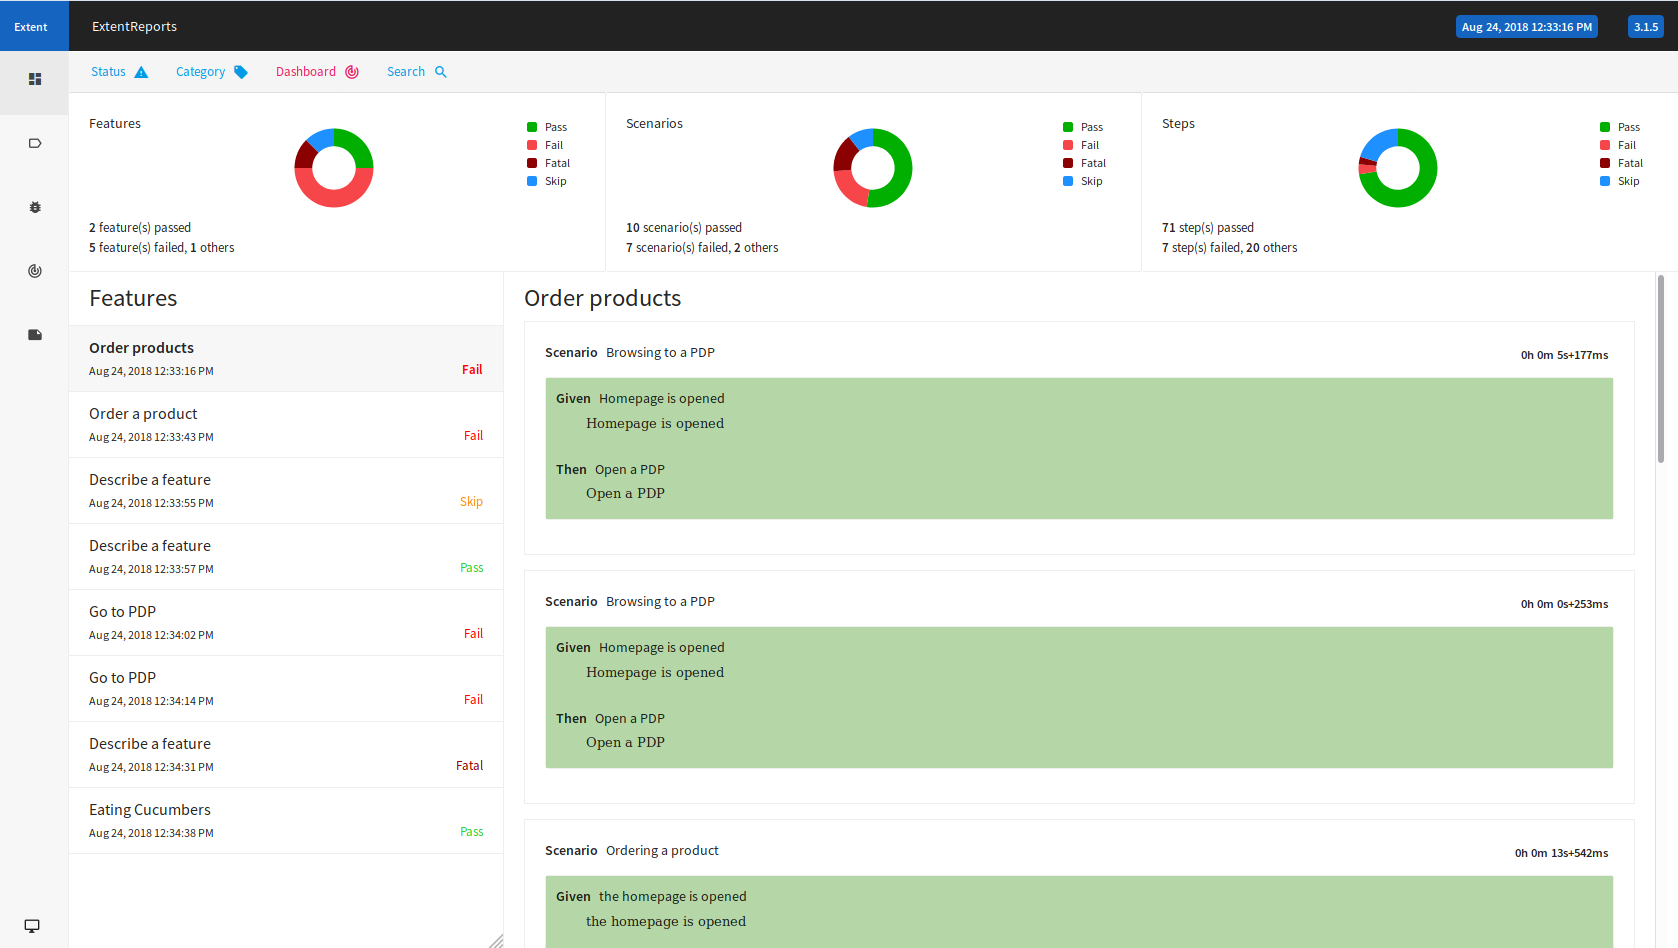 Extent
ExtentReports
Aug 24, 2018 12:33:16 PM
3.1.5
Status
Category
Dashboard
Search
Features
Pass
Fail
Fatal
Skip
2 feature(s) passed
5 feature(s) failed, 1 others
Scenarios
Pass
Fail
Fatal
Skip
10 scenario(s) passed
7 scenario(s) failed, 2 others
Steps
Pass
Fail
Fatal
Skip
71 step(s) passed
7 step(s) failed, 20 others
Features
Order products
Aug 24, 2018 12:33:16 PM
Fail
Order a product
Aug 24, 2018 12:33:43 PM
Fail
Describe a feature
Aug 24, 2018 12:33:55 PM
Skip
Describe a feature
Aug 24, 2018 12:33:57 PM
Pass
Go to PDP
Aug 24, 2018 12:34:02 PM
Fail
Go to PDP
Aug 24, 2018 12:34:14 PM
Fail
Describe a feature
Aug 24, 2018 12:34:31 PM
Fatal
Eating Cucumbers
Aug 24, 2018 12:34:38 PM
Pass
Order products
Scenario Browsing to a PDP
0h 0m 5s+177ms
Given Homepage is opened
Homepage is opened
Then Open a PDP
Open a PDP
Scenario Browsing to a PDP
0h 0m 0s+253ms
Given Homepage is opened
Homepage is opened
Then Open a PDP
Open a PDP
Scenario Ordering a product
0h 0m 13s+542ms
Given the homepage is opened
the homepage is opened